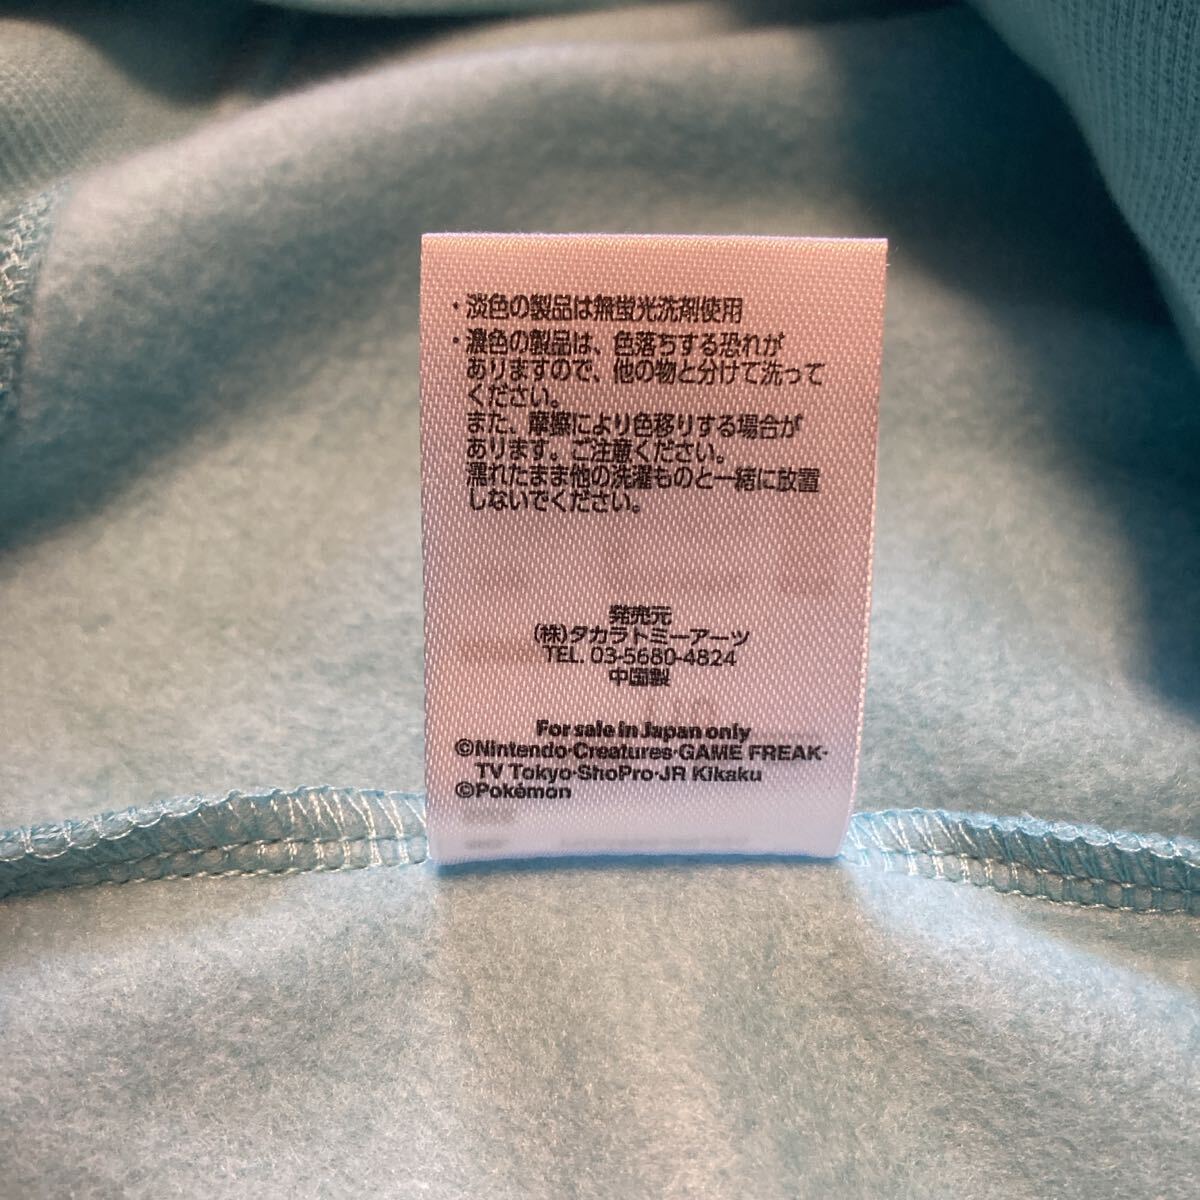 ・淡色の製品は無蛍光洗剤使用
・濃色の製品は、色落ちする恐れが
ありますので、他の物と分けて洗って
ください。
また、摩擦により色移りする場合が
あります。ご注意ください。
濡れたまま他の洗濯ものと一緒に放置
しないでください。
発売元
(株)タカラトミーアーツ
TEL. 03-5680-4824
中国製
For sale in Japan only
©Nintendo·Creatures·GAME FREAK·
TV Tokyo·ShoPro·JR Kikaku
©Pokémon